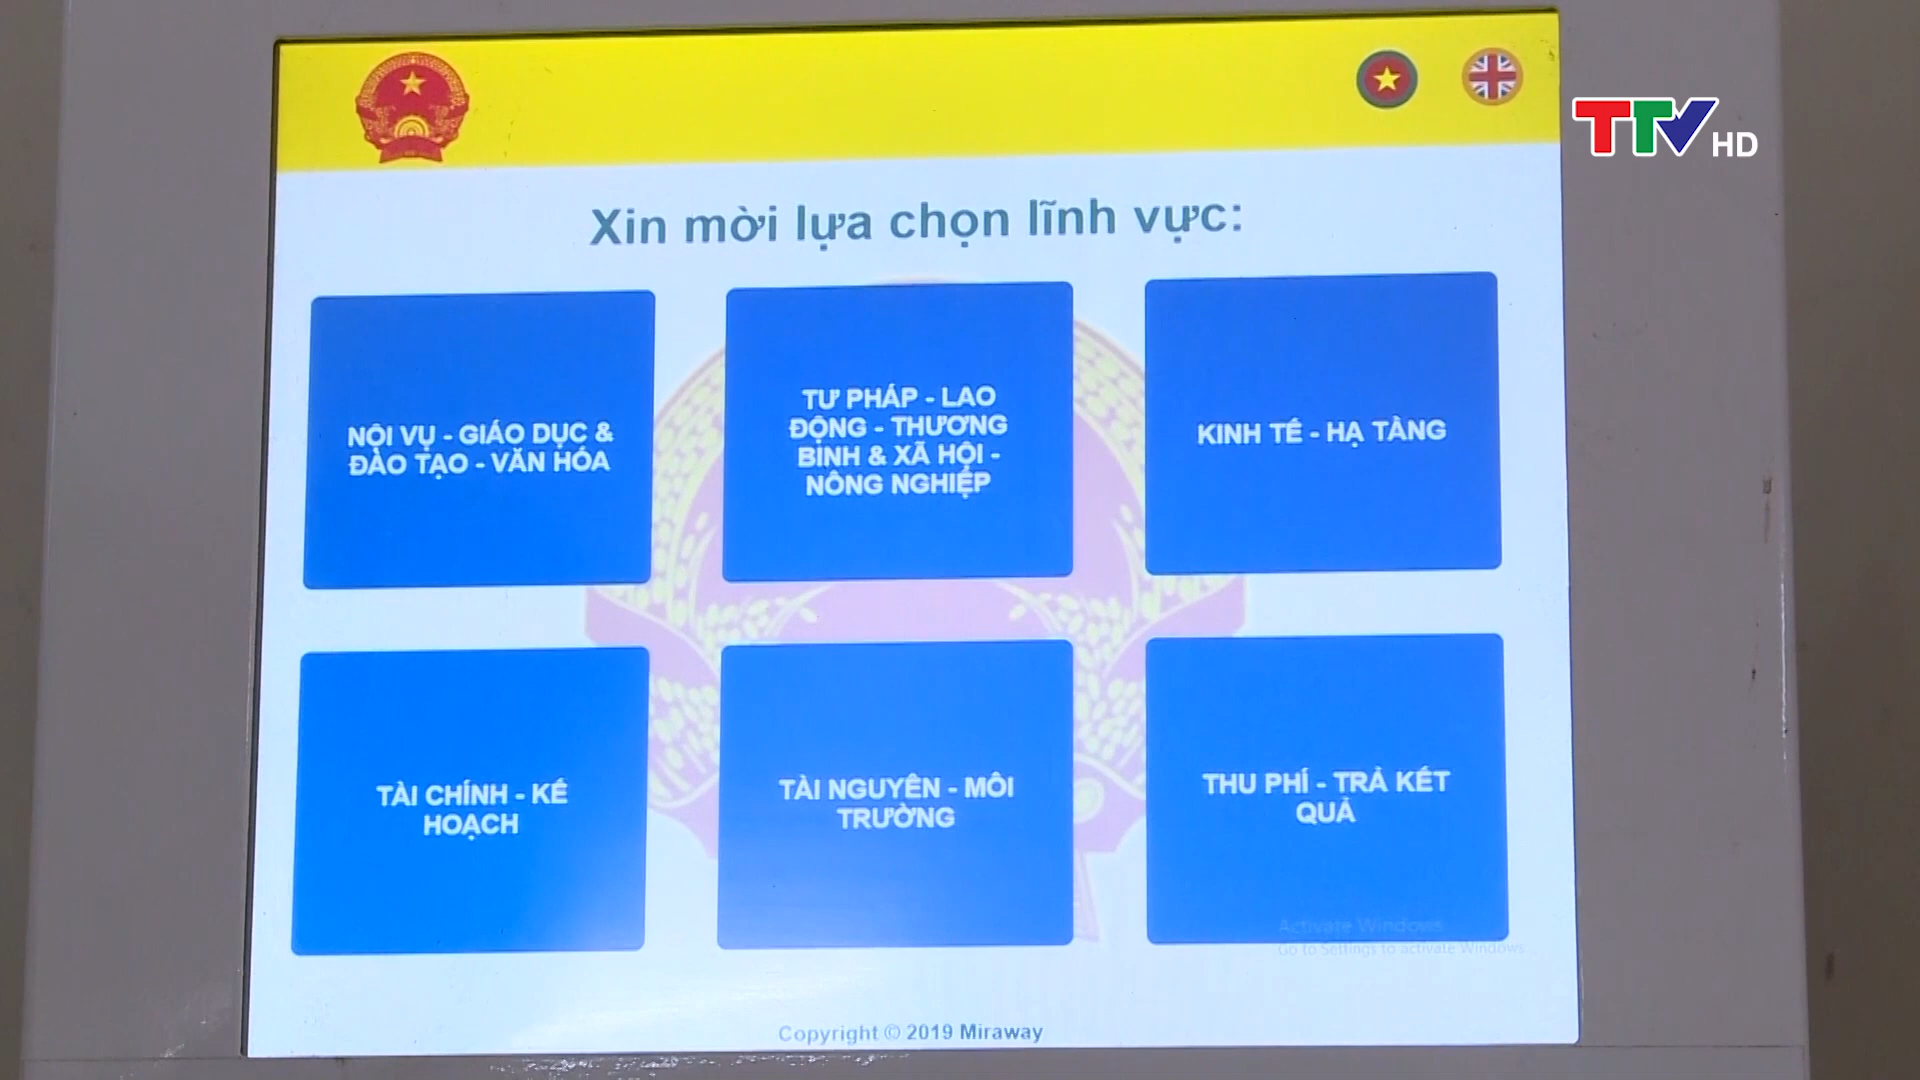 TTV HD
Xin mời lựa chọn lĩnh vực:
NỘI VỤ - GIÁO DỤC &
ĐÀO TẠO - VĂN HÓA
TƯ PHÁP - LAO
ĐỘNG - THƯƠNG
BINH & XÃ HỘI -
NÔNG NGHIỆP
KINH TẾ - HẠ TẦNG
TÀI CHÍNH - KẾ
HOẠCH
TÀI NGUYÊN - MÔI
TRƯỜNG
THU PHÍ - TRẢ KẾT
QUẢ
Activate Windows
Go to Settings to activate Windows
Copyright © 2019 Miraway